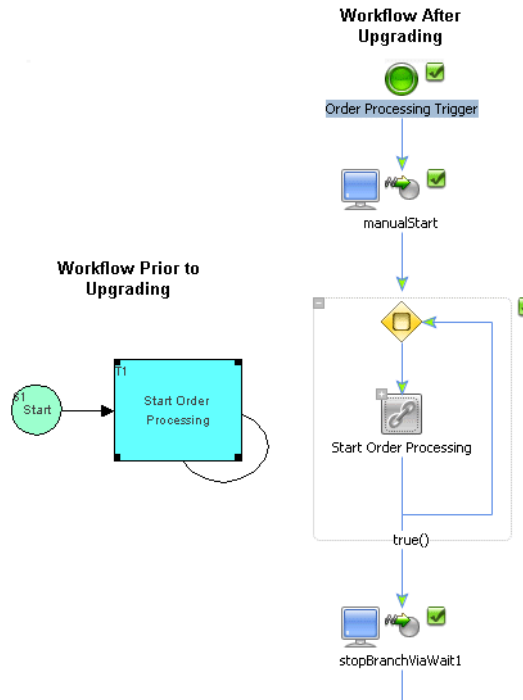 Workflow After
Upgrading
Order Processing Trigger
manualStart
Workflow Prior to
Upgrading
S1
Start
T1
Start Order
Processing
Start Order Processing
true()
stopBranchViaWait1